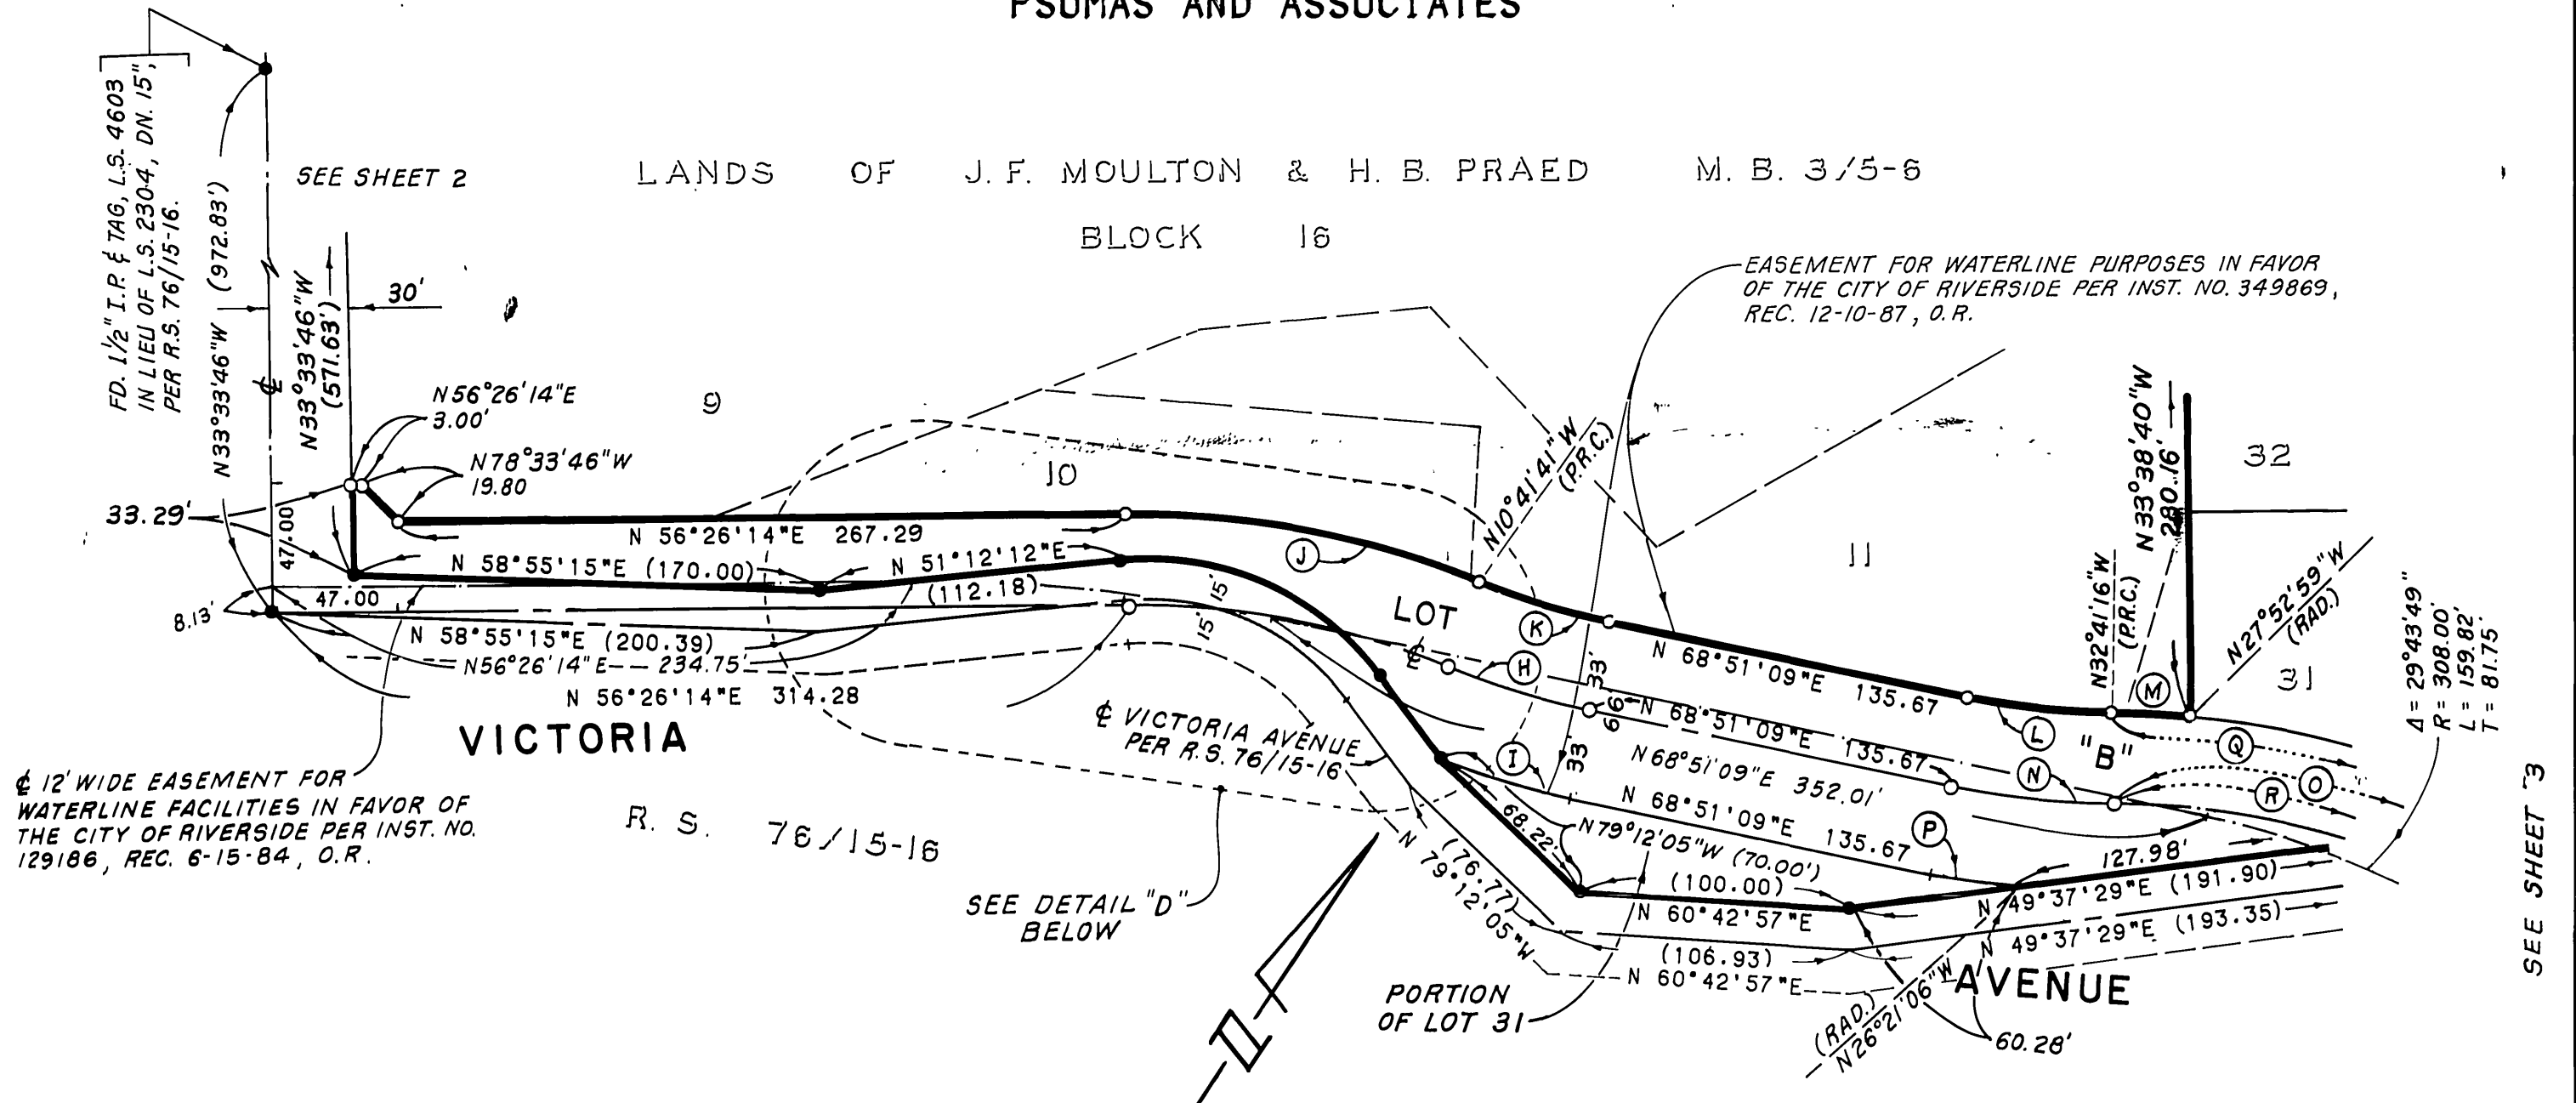 PSOMAS AND ASSOCIATES
FD. 1 1/2" I.P. & TAG, L.S. 4603
IN LIEU OF L.S. 2304, DN. 15",
PER R.S. 76/15-16.
SEE SHEET 2
LANDS OF J. F. MOULTON & H. B. PRAED M. B. 3/5-6
BLOCK 16
N33°33'46"W (972.83')
℄
N33°33'46"W
(571.63')
30'
EASEMENT FOR WATERLINE PURPOSES IN FAVOR
OF THE CITY OF RIVERSIDE PER INST. NO. 349869,
REC. 12-10-87, O.R.
N56°26'14"E
3.00'
9
N78°33'46"W
19.80
10
N10°41'41"W
(P.R.C.)
11
N33°38'40"W
280.16'
32
33.29'
47.00'
N 56°26'14"E 267.29
J
N 58°55'15"E (170.00)
N 51°12'12"E
(112.18)
47.00
8.13'
15'
15'
LOT
K
N32°41'16"W
(P.R.C.)
M
N27°52'59"W
(RAD.)
31
Δ = 29°43'49"
R = 308.00'
L = 159.82'
T = 81.75'
N 58°55'15"E (200.39)
N56°26'14"E 234.75'
N 56°26'14"E 314.28
℄
H
33'
66'
33'
N 68°51'09"E 135.67
N 68°51'09"E 135.67
L
"B"
Q
VICTORIA
℄ VICTORIA AVENUE
PER R.S. 76/15-16
I
N68°51'09"E 352.01'
N
R
O
℄ 12' WIDE EASEMENT FOR
WATERLINE FACILITIES IN FAVOR OF
THE CITY OF RIVERSIDE PER INST. NO.
129186, REC. 6-15-84, O.R.
R. S. 76/15-16
N 68°51'09"E 135.67
P
68.22'
N79°12'05"W (70.00')
(76.77)
N 79°12'05"W
(100.00)
N 60°42'57"E
127.98'
N 49°37'29"E (191.90)
N 49°37'29"E (193.35)
SEE DETAIL "D"
BELOW
(106.93)
N 60°42'57"E
AVENUE
SEE SHEET 3
PORTION
OF LOT 31
(RAD.)
N26°21'06"W
60.28'